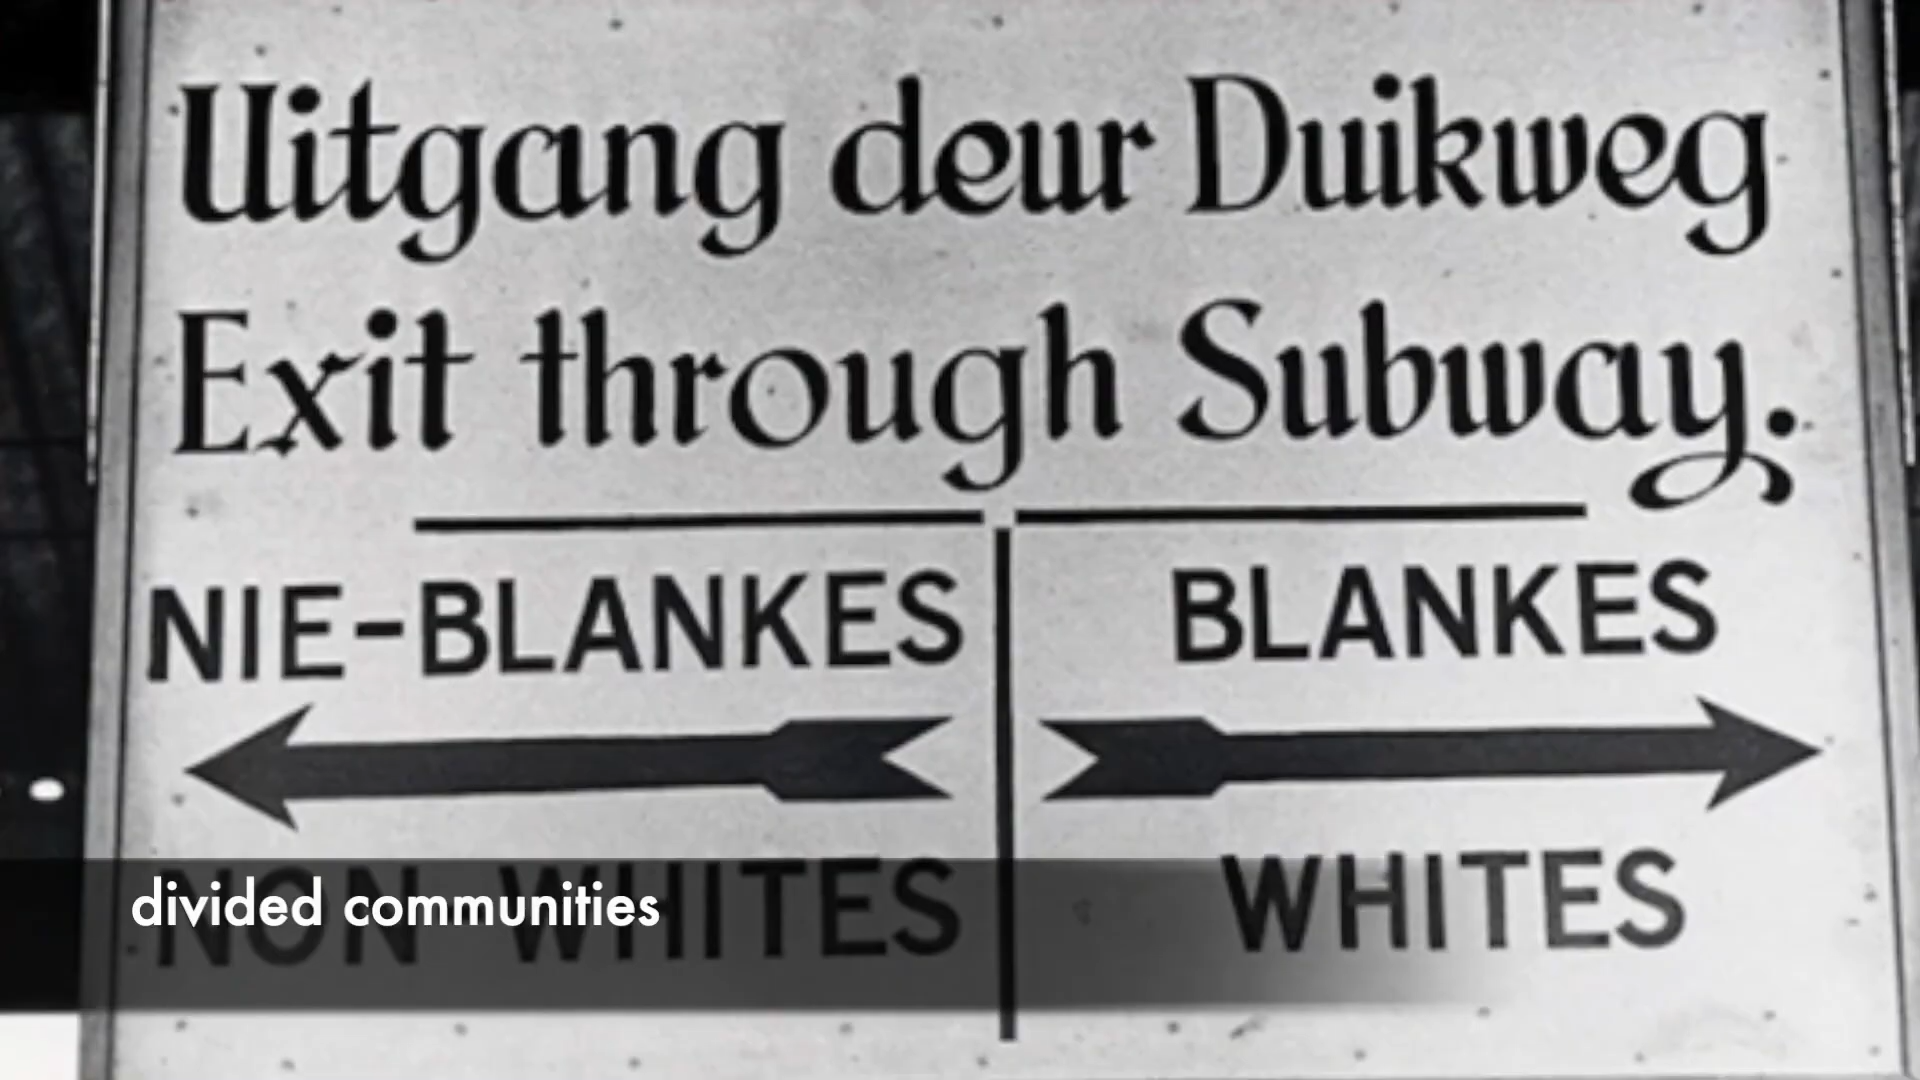 Uitgang deur Duikweg
Exit through Subway.
NIE-BLANKES
BLANKES
NON-WHITES
WHITES
divided communities